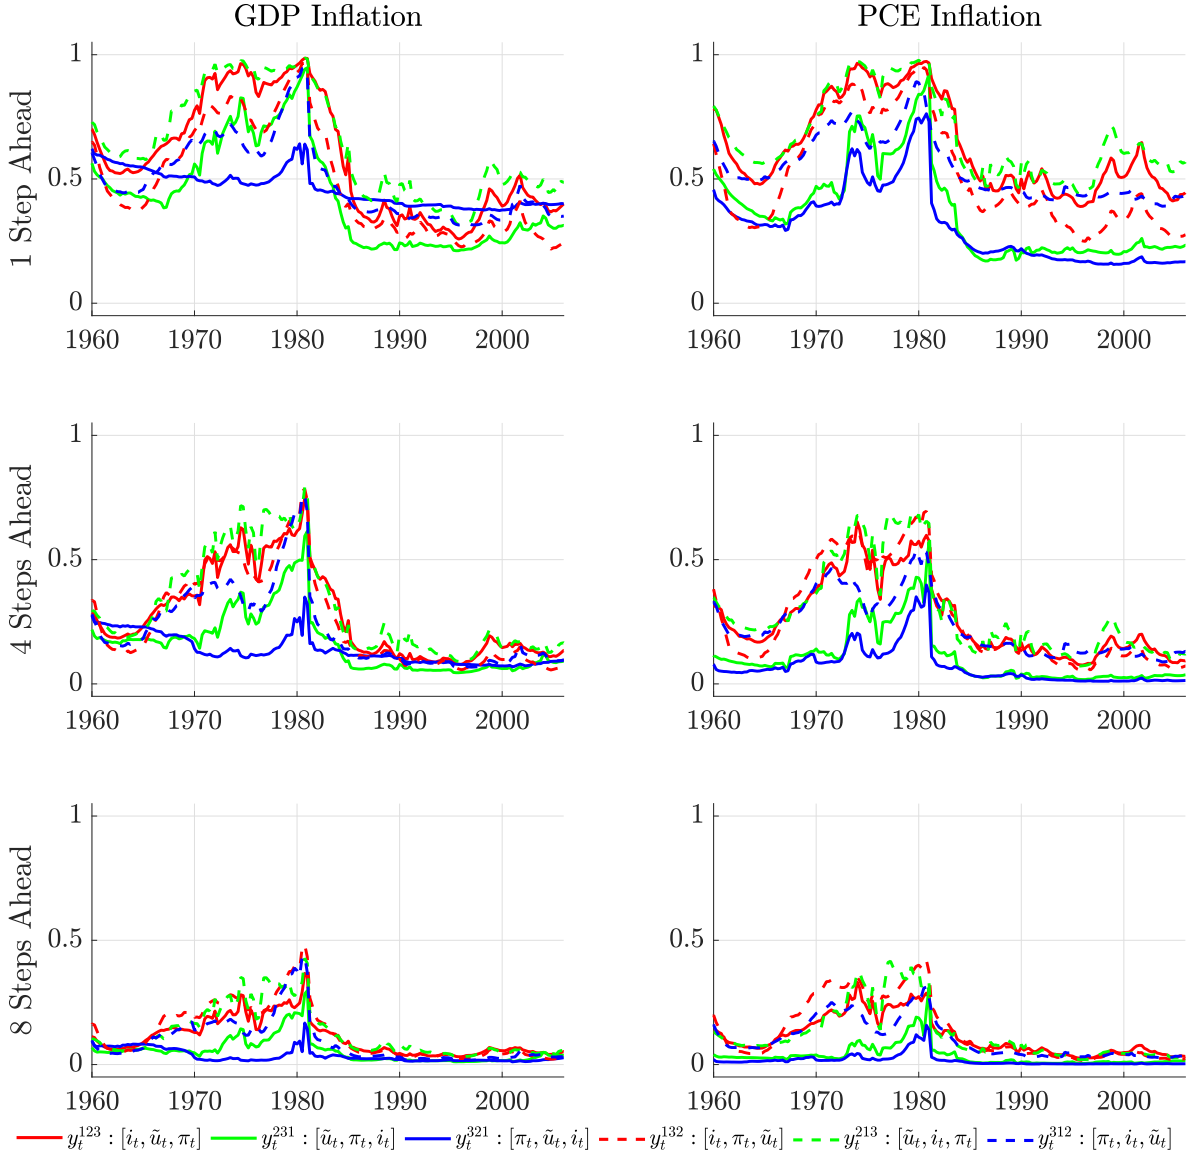 GDP Inflation
PCE Inflation
1 Step Ahead
1
0.5
0
1960 1970 1980 1990 2000
1
0.5
0
1960 1970 1980 1990 2000
4 Steps Ahead
1
0.5
0
1960 1970 1980 1990 2000
1
0.5
0
1960 1970 1980 1990 2000
8 Steps Ahead
1
0.5
0
1960 1970 1980 1990 2000
1
0.5
0
1960 1970 1980 1990 2000
y_t^{123} : [i_t, ũ_t, π_t] y_t^{231} : [ũ_t, π_t, i_t] y_t^{321} : [π_t, ũ_t, i_t] y_t^{132} : [i_t, π_t, ũ_t] y_t^{213} : [ũ_t, i_t, π_t] y_t^{312} : [π_t, i_t, ũ_t]